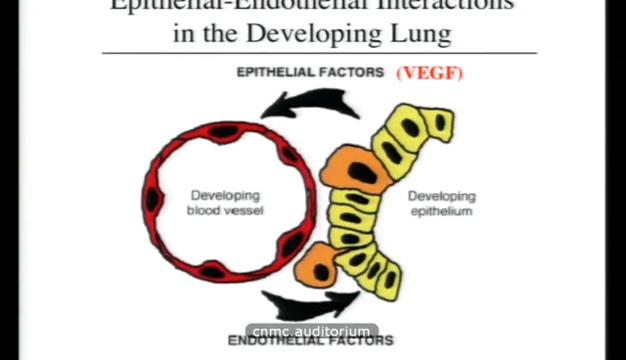 Epithelial-Endothelial Interactions
in the Developing Lung
EPITHELIAL FACTORS (VEGF)
Developing
blood vessel
Developing
epithelium
cnmc.auditorium
ENDOTHELIAL FACTORS